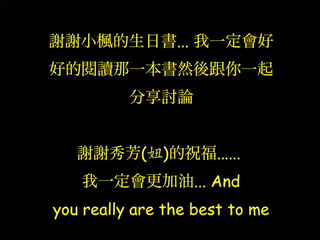 謝謝小楓的生日書... 我一定會好
好的閱讀那一本書然後跟你一起
分享討論
謝謝秀芳(妞)的祝福......
我一定會更加油... And
you really are the best to me